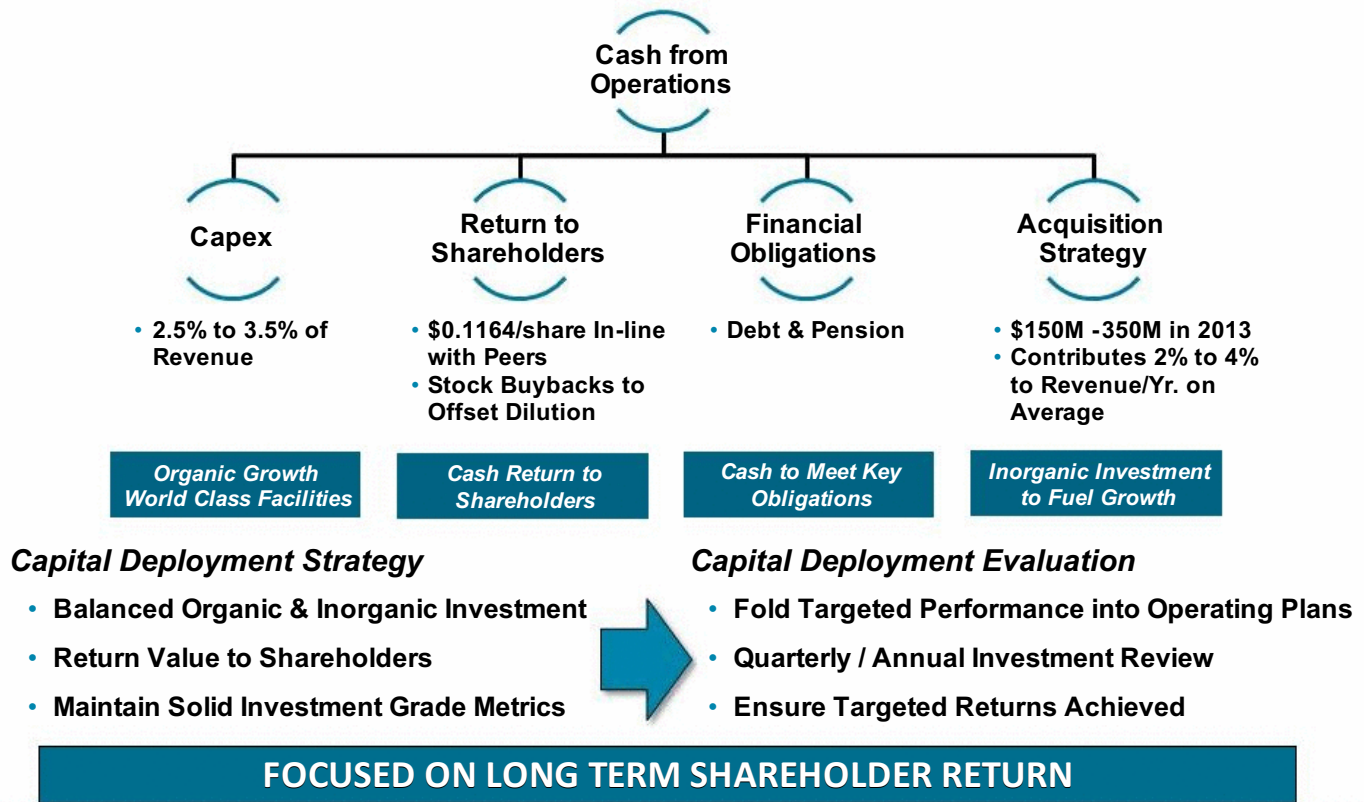 Cash from
Operations
Capex
Return to
Shareholders
Financial
Obligations
Acquisition
Strategy
• 2.5% to 3.5% of
Revenue
• $0.1164/share In-line
with Peers
• Stock Buybacks to
Offset Dilution
• Debt & Pension
• $150M -350M in 2013
• Contributes 2% to 4%
to Revenue/Yr. on
Average
Organic Growth
World Class Facilities
Cash Return to
Shareholders
Cash to Meet Key
Obligations
Inorganic Investment
to Fuel Growth
Capital Deployment Strategy
• Balanced Organic & Inorganic Investment
• Return Value to Shareholders
• Maintain Solid Investment Grade Metrics
Capital Deployment Evaluation
• Fold Targeted Performance into Operating Plans
• Quarterly / Annual Investment Review
• Ensure Targeted Returns Achieved
FOCUSED ON LONG TERM SHAREHOLDER RETURN